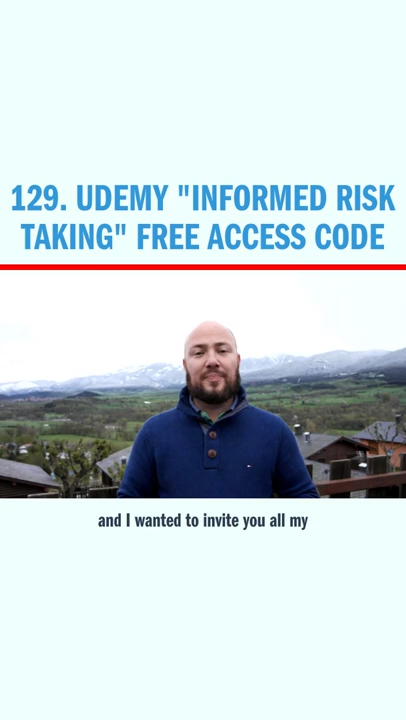 129. UDEMY "INFORMED RISK
TAKING" FREE ACCESS CODE
and I wanted to invite you all my